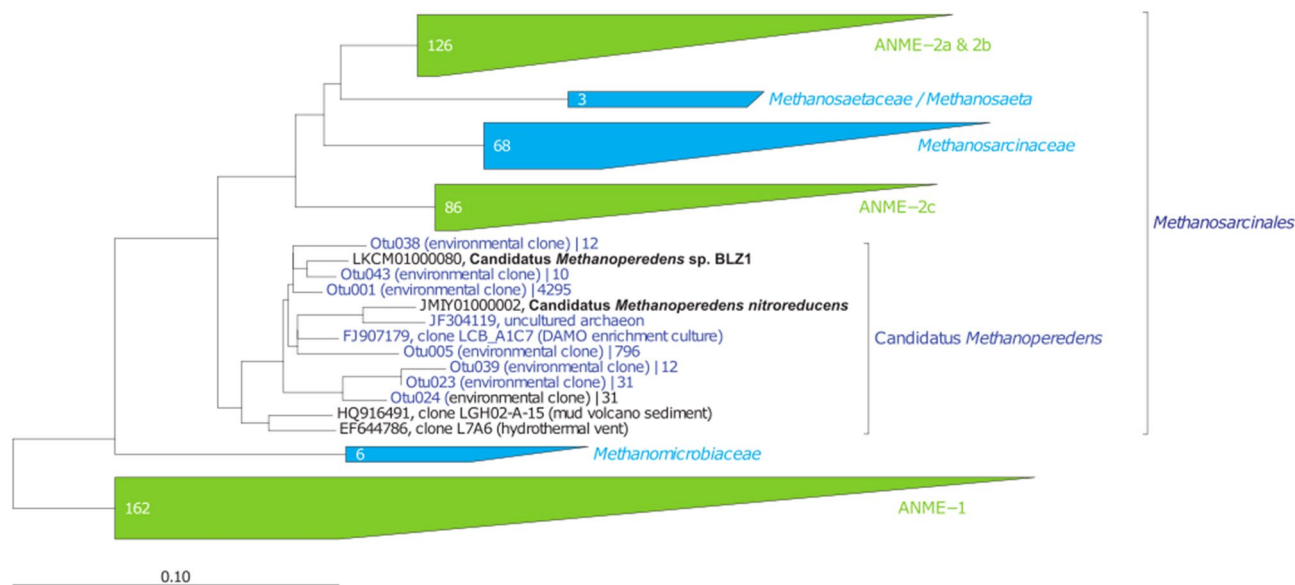 126
ANME–2a & 2b
3
Methanosaetaceae / Methanosaeta
68
Methanosarcinaceae
86
ANME–2c
Methanosarcinales
Otu038 (environmental clone) | 12
LKCM01000080, Candidatus Methanoperedens sp. BLZ1
Otu043 (environmental clone) | 10
Otu001 (environmental clone) | 4295
JMIY01000002, Candidatus Methanoperedens nitroreducens
JF304119, uncultured archaeon
FJ907179, clone LCB_A1C7 (DAMO enrichment culture)
Candidatus Methanoperedens
Otu005 (environmental clone) | 796
Otu039 (environmental clone) | 12
Otu023 (environmental clone) | 31
Otu024 (environmental clone) | 31
HQ916491, clone LGH02-A-15 (mud volcano sediment)
EF644786, clone L7A6 (hydrothermal vent)
6
Methanomicrobiaceae
162
ANME–1
0.10